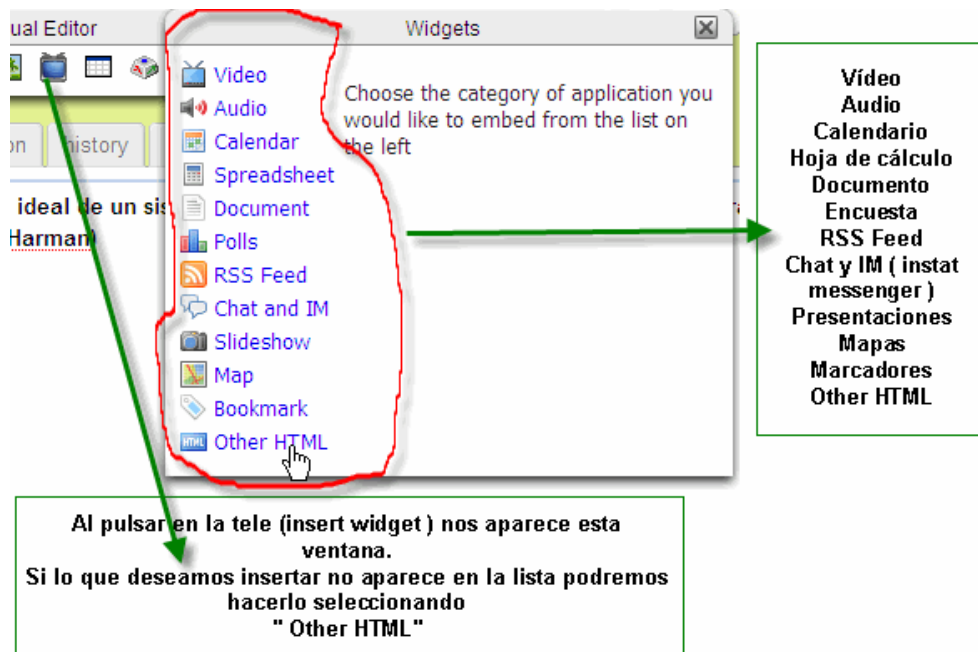 ual Editor
Widgets
Video
Audio
Calendar
Spreadsheet
Document
Polls
RSS Feed
Chat and IM
Slideshow
Map
Bookmark
Other HTML
Choose the category of application you
would like to embed from the list on
the left
on
history
ideal de un sis
Harman)
Vídeo
Audio
Calendario
Hoja de cálculo
Documento
Encuesta
RSS Feed
Chat y IM ( instat
messenger )
Presentaciones
Mapas
Marcadores
Other HTML
Al pulsar en la tele (insert widget ) nos aparece esta
ventana.
Si lo que deseamos insertar no aparece en la lista podremos
hacerlo seleccionando
" Other HTML"